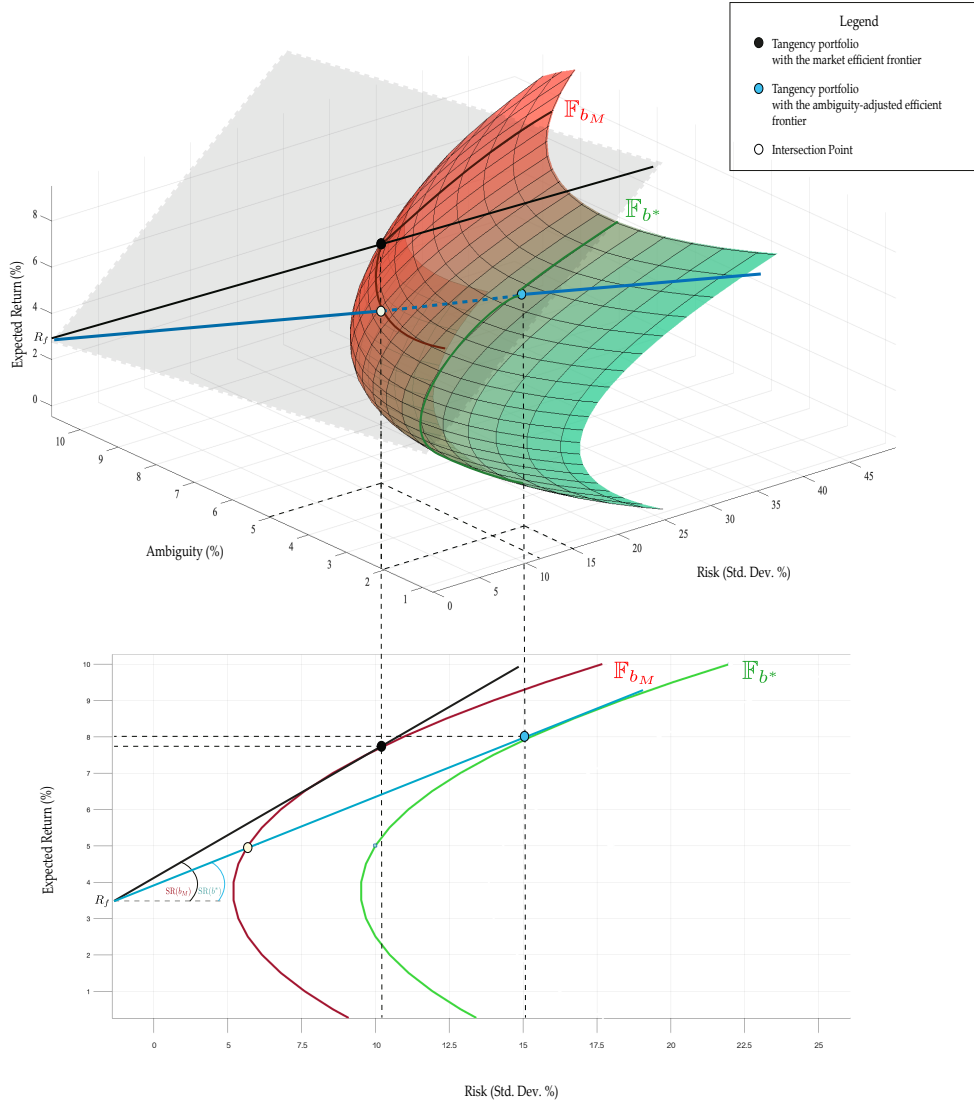 Legend
Tangency portfolio
with the market efficient frontier
Tangency portfolio
with the ambiguity-adjusted efficient
frontier
Intersection Point
𝔽_{b_M}
𝔽_{b*}
Expected Return (%)
8
6
4
R_f
2
0
10
9
8
7
6
5
4
3
2
1
Ambiguity (%)
0
5
10
15
20
25
30
35
40
45
Risk (Std. Dev. %)
𝔽_{b_M}
𝔽_{b*}
Expected Return (%)
10
9
8
7
6
5
4
R_f
3
2
1
SR(b_M)
SR(b*)
0
5
7.5
10
12.5
15
17.5
20
22.5
25
Risk (Std. Dev. %)